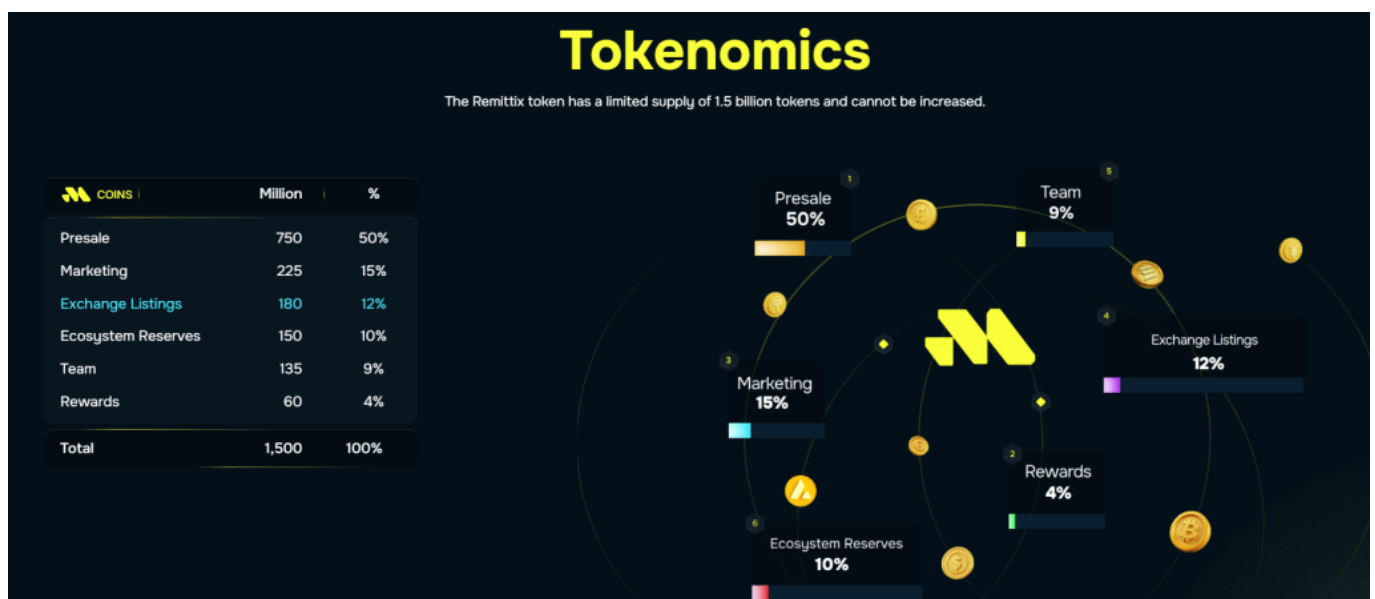 Tokenomics
The Remittix token has a limited supply of 1.5 billion tokens and cannot be increased.
COINS Million %
Presale 750 50%
Marketing 225 15%
Exchange Listings 180 12%
Ecosystem Reserves 150 10%
Team 135 9%
Rewards 60 4%
Total 1,500 100%
1
Presale
50%
5
Team
9%
4
Exchange Listings
12%
3
Marketing
15%
2
Rewards
4%
6
Ecosystem Reserves
10%